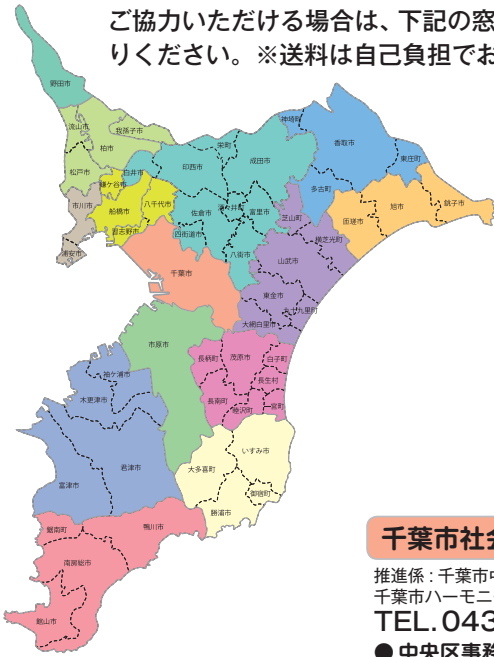 ご協力いただける場合は、下記の窓
りください。※送料は自己負担でお
野田市
流山市
我孫子市
柏市
松戸市
白井市
鎌ケ谷市
市川市
船橋市
八千代市
習志野市
浦安市
印西市
栄町
成田市
佐倉市
酒々井町
富里市
四街道市
八街市
神崎町
香取市
東庄町
多古町
匝瑳市
旭市
銚子市
芝山町
横芝光町
山武市
東金市
九十九里町
大網白里市
千葉市
市原市
長柄町
茂原市
白子町
長生村
長南町
睦沢町
一宮町
袖ケ浦市
木更津市
君津市
富津市
いすみ市
大多喜町
御宿町
勝浦市
鋸南町
鴨川市
南房総市
館山市
千葉市社会
推進係：千葉市中
千葉市ハーモニ
TEL.043
●中央区事務